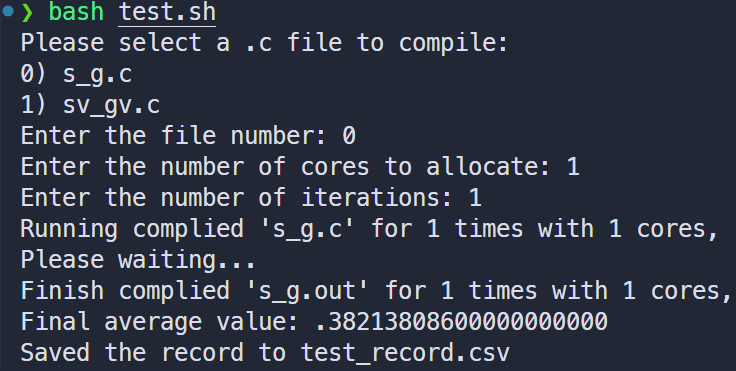 ❯ bash test.sh
Please select a .c file to compile:
0) s_g.c
1) sv_gv.c
Enter the file number: 0
Enter the number of cores to allocate: 1
Enter the number of iterations: 1
Running complied 's_g.c' for 1 times with 1 cores,
Please waiting...
Finish complied 's_g.out' for 1 times with 1 cores,
Final average value: .38213808600000000000
Saved the record to test_record.csv